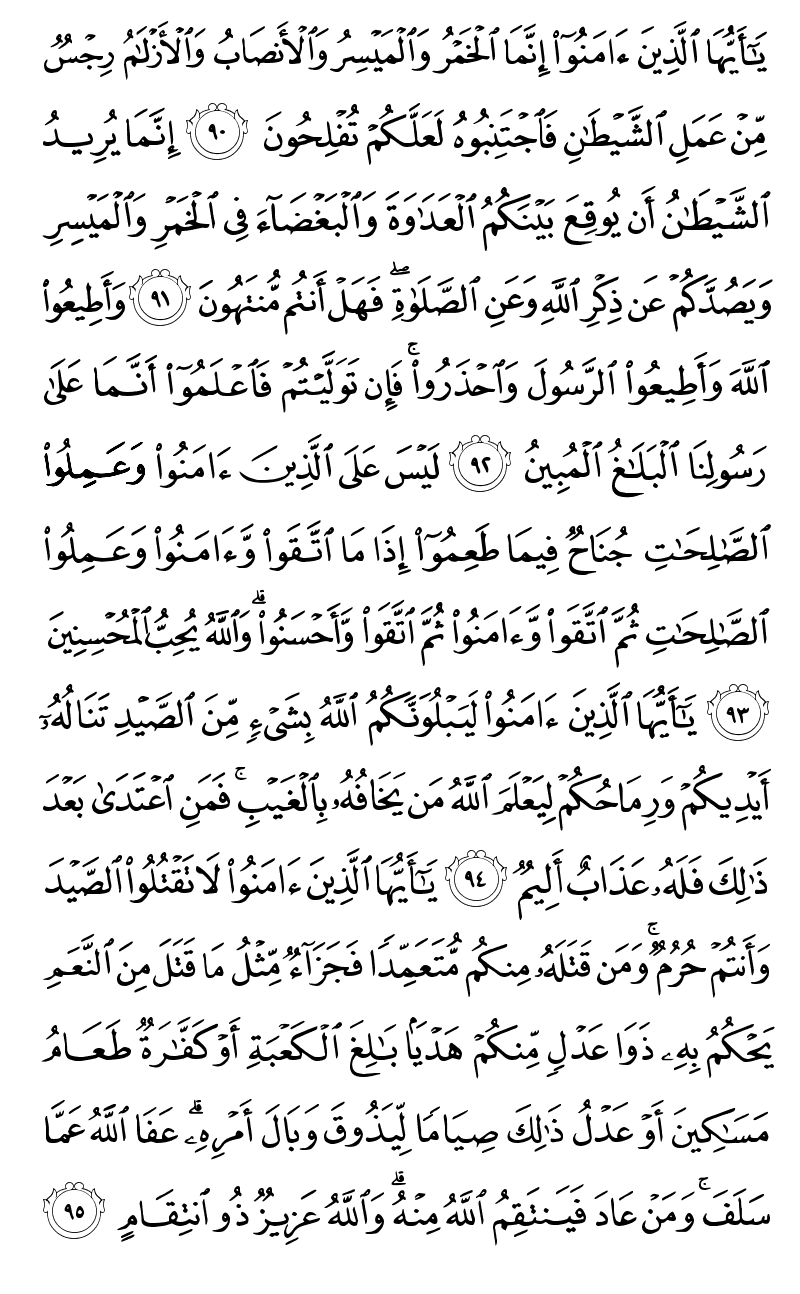 يَٰٓأَيُّهَا ٱلَّذِينَ ءَامَنُوٓا۟ إِنَّمَا ٱلْخَمْرُ وَٱلْمَيْسِرُ وَٱلْأَنصَابُ وَٱلْأَزْلَٰمُ رِجْسٌ
مِّنْ عَمَلِ ٱلشَّيْطَٰنِ فَٱجْتَنِبُوهُ لَعَلَّكُمْ تُفْلِحُونَ ٩٠ إِنَّمَا يُرِيدُ
ٱلشَّيْطَٰنُ أَن يُوقِعَ بَيْنَكُمُ ٱلْعَدَٰوَةَ وَٱلْبَغْضَآءَ فِى ٱلْخَمْرِ وَٱلْمَيْسِرِ
وَيَصُدَّكُمْ عَن ذِكْرِ ٱللَّهِ وَعَنِ ٱلصَّلَوٰةِ ۖ فَهَلْ أَنتُم مُّنتَهُونَ ٩١ وَأَطِيعُوا۟
ٱللَّهَ وَأَطِيعُوا۟ ٱلرَّسُولَ وَٱحْذَرُوا۟ ۚ فَإِن تَوَلَّيْتُمْ فَٱعْلَمُوٓا۟ أَنَّمَا عَلَىٰ
رَسُولِنَا ٱلْبَلَٰغُ ٱلْمُبِينُ ٩٢ لَيْسَ عَلَى ٱلَّذِينَ ءَامَنُوا۟ وَعَمِلُوا۟
ٱلصَّٰلِحَٰتِ جُنَاحٌ فِيمَا طَعِمُوٓا۟ إِذَا مَا ٱتَّقَوا۟ وَّءَامَنُوا۟ وَعَمِلُوا۟
ٱلصَّٰلِحَٰتِ ثُمَّ ٱتَّقَوا۟ وَّءَامَنُوا۟ ثُمَّ ٱتَّقَوا۟ وَّأَحْسَنُوا۟ ۗ وَٱللَّهُ يُحِبُّ ٱلْمُحْسِنِينَ
٩٣ يَٰٓأَيُّهَا ٱلَّذِينَ ءَامَنُوا۟ لَيَبْلُوَنَّكُمُ ٱللَّهُ بِشَىْءٍ مِّنَ ٱلصَّيْدِ تَنَالُهُۥٓ
أَيْدِيكُمْ وَرِمَاحُكُمْ لِيَعْلَمَ ٱللَّهُ مَن يَخَافُهُۥ بِٱلْغَيْبِ ۚ فَمَنِ ٱعْتَدَىٰ بَعْدَ
ذَٰلِكَ فَلَهُۥ عَذَابٌ أَلِيمٌ ٩٤ يَٰٓأَيُّهَا ٱلَّذِينَ ءَامَنُوا۟ لَا تَقْتُلُوا۟ ٱلصَّيْدَ
وَأَنتُمْ حُرُمٌ ۚ وَمَن قَتَلَهُۥ مِنكُم مُّتَعَمِّدًا فَجَزَآءٌ مِّثْلُ مَا قَتَلَ مِنَ ٱلنَّعَمِ
يَحْكُمُ بِهِۦ ذَوَا عَدْلٍ مِّنكُمْ هَدْيًۢا بَٰلِغَ ٱلْكَعْبَةِ أَوْ كَفَّٰرَةٌ طَعَامُ
مَسَٰكِينَ أَوْ عَدْلُ ذَٰلِكَ صِيَامًا لِّيَذُوقَ وَبَالَ أَمْرِهِۦ ۗ عَفَا ٱللَّهُ عَمَّا
سَلَفَ ۚ وَمَنْ عَادَ فَيَنتَقِمُ ٱللَّهُ مِنْهُ ۗ وَٱللَّهُ عَزِيزٌ ذُو ٱنتِقَامٍ ٩٥